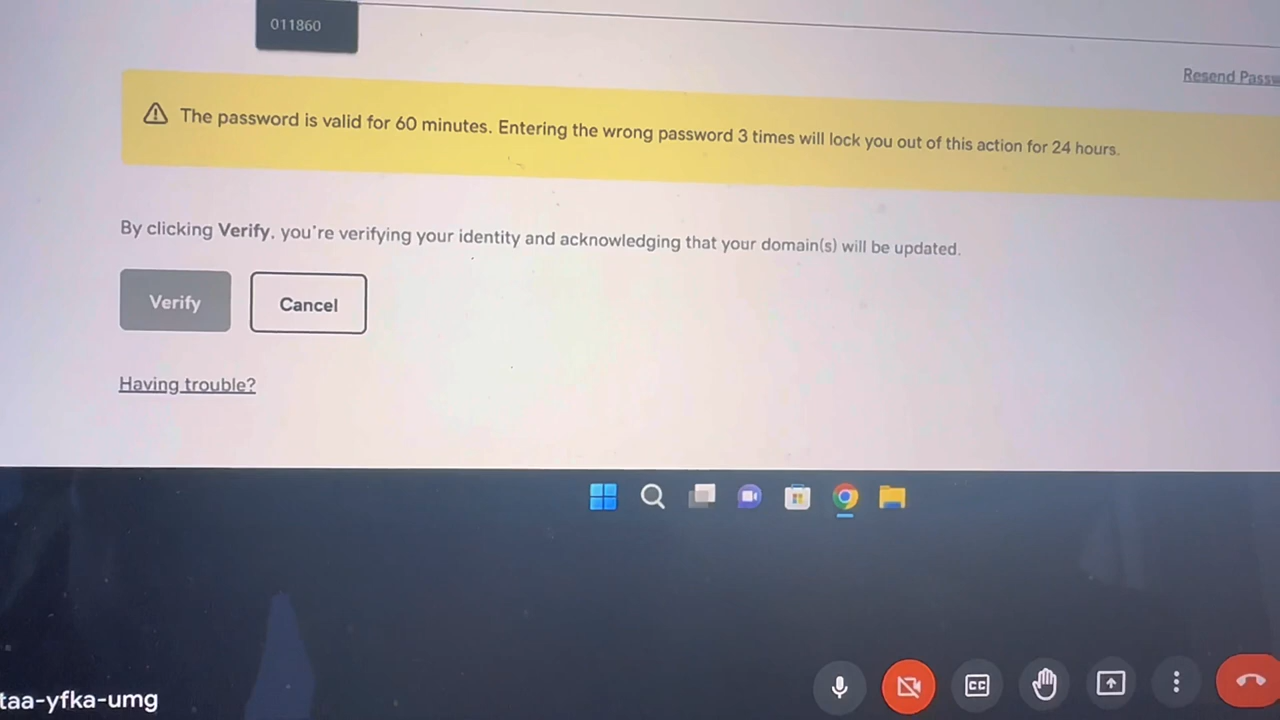 011860
Resend
The password is valid for 60 minutes. Entering the wrong password 3 times will lock you out of this action for 24 hours.
By clicking Verify, you're verifying your identity and acknowledging that your domain(s) will be updated.
Verify
Cancel
Having trouble?
taa-yfka-umg
CC